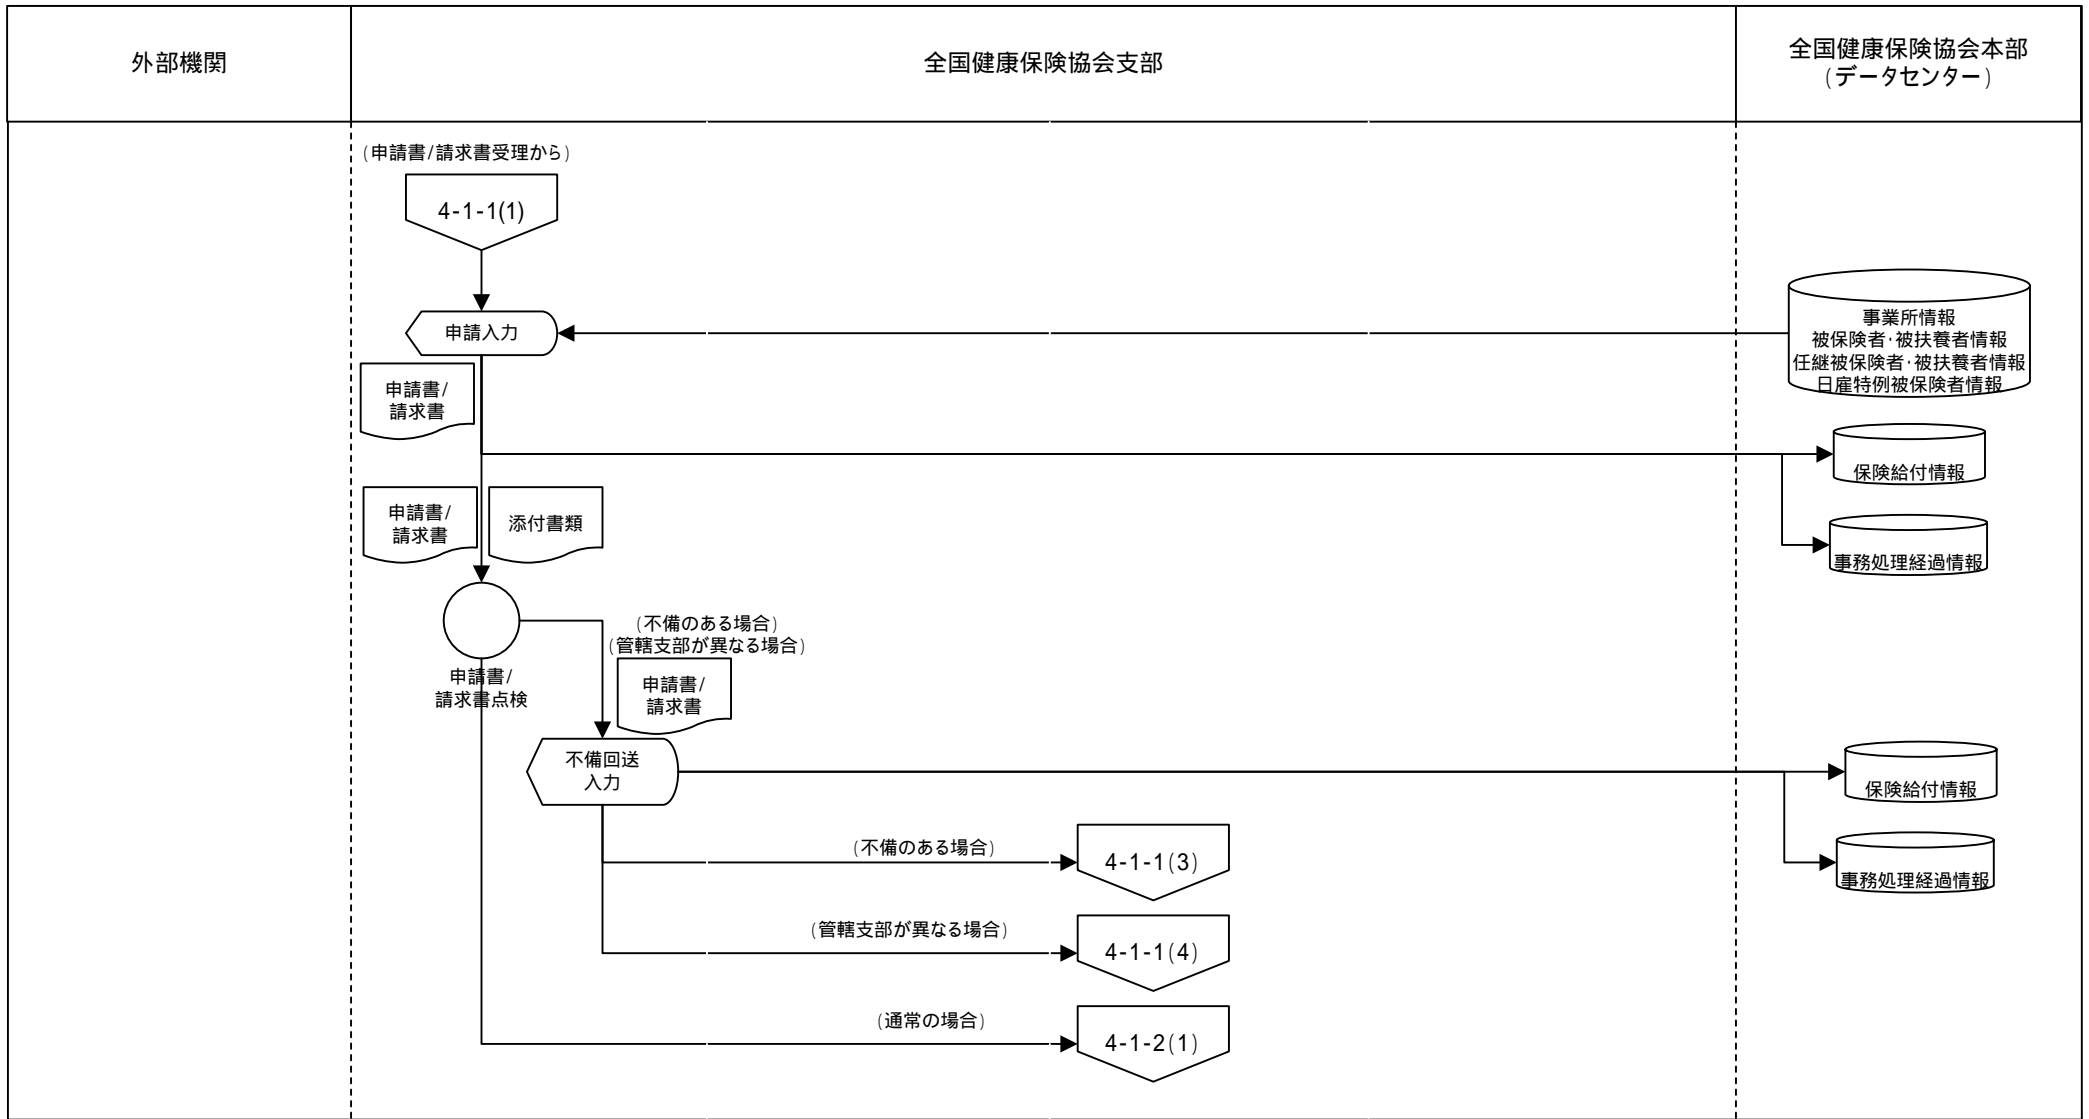 外部機関
全国健康保険協会支部
全国健康保険協会本部
(データセンター)
(申請書/請求書受理から)
4-1-1(1)
申請入力
事業所情報
被保険者·被扶養者情報
任継被保険者·被扶養者情報
日雇特例被保険者情報
申請書/
請求書
保険給付情報
申請書/
請求書
添付書類
事務処理経過情報
(不備のある場合)
(管轄支部が異なる場合)
申請書/
請求書点検
申請書/
請求書
不備回送
入力
保険給付情報
(不備のある場合)
4-1-1(3)
事務処理経過情報
(管轄支部が異なる場合)
4-1-1(4)
(通常の場合)
4-1-2(1)